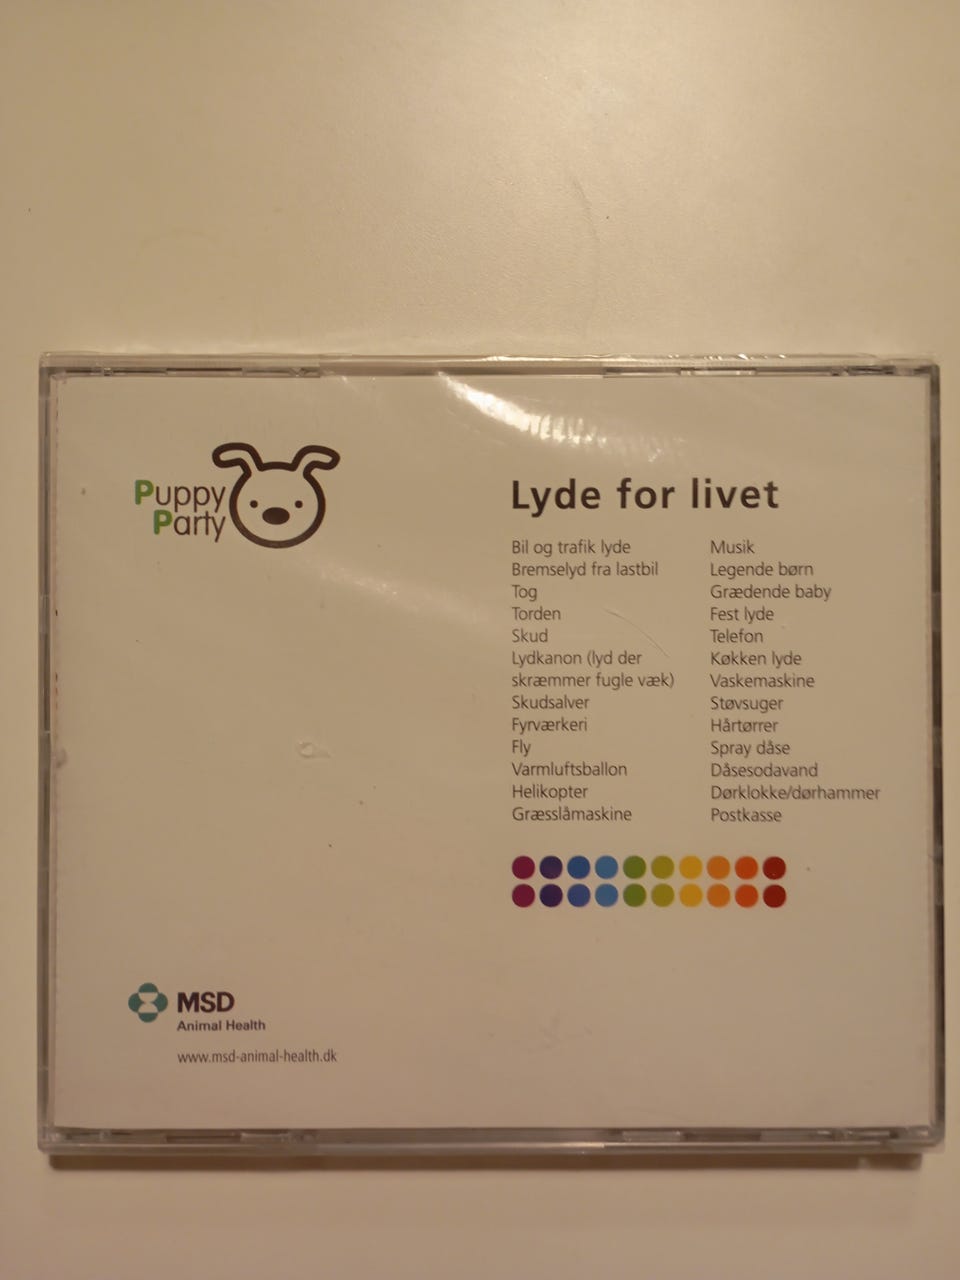 Puppy
Party
Lyde for livet
Bil og trafik lyde
Bremselyd fra lastbil
Tog
Torden
Skud
Lydkanon (lyd der
skræmmer fugle væk)
Skudsalver
Fyrværkeri
Fly
Varmluftsballon
Helikopter
Græsslåmaskine
Musik
Legende børn
Grædende baby
Fest lyde
Telefon
Køkken lyde
Vaskemaskine
Støvsuger
Hårtørrer
Spray dåse
Dåsesodavand
Dørklokke/dørhammer
Postkasse
MSD
Animal Health
www.msd-animal-health.dk